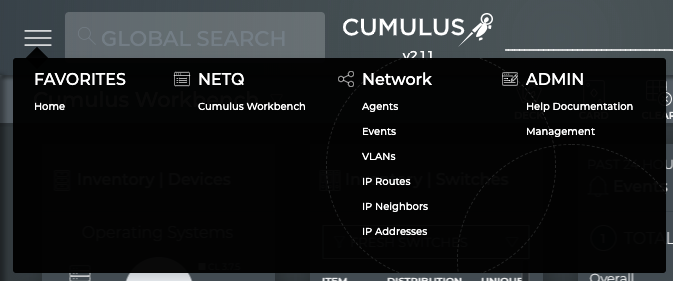 GLOBAL SEARCH
CUMULUS
v2.1.1
FAVORITES
Home
NETQ
Cumulus Workbench
Network
Agents
Events
VLANs
IP Routes
IP Neighbors
IP Addresses
ADMIN
Help Documentation
Management
Cumulus Workbench
Inventory | Devices
Inventory | Switches
Operating Systems
Events
TOTAL
ITEM DISTRIBUTION UNIQUE
Overall